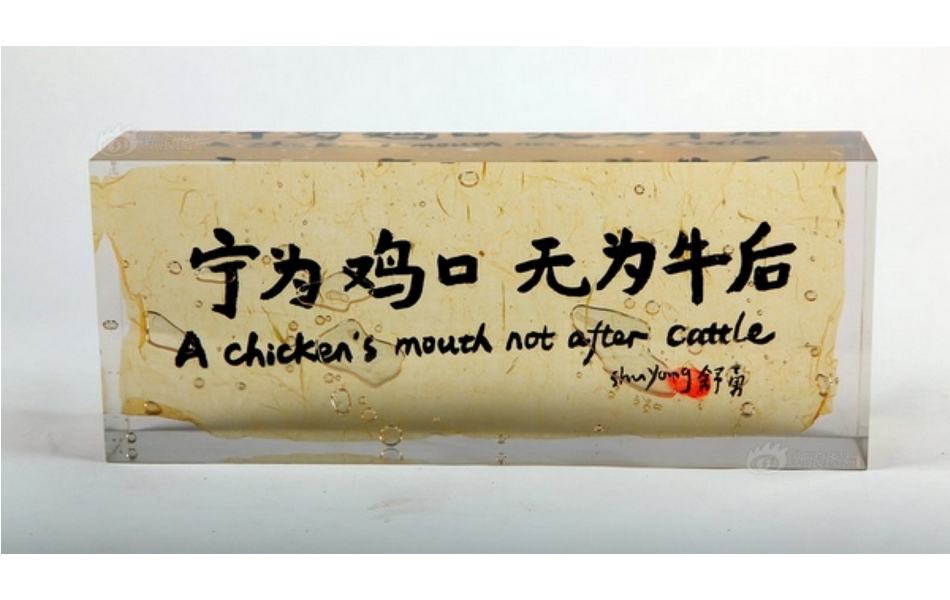 宁为鸡口 无为牛后
A chicken's mouth not after cattle
shuyong 舒勇